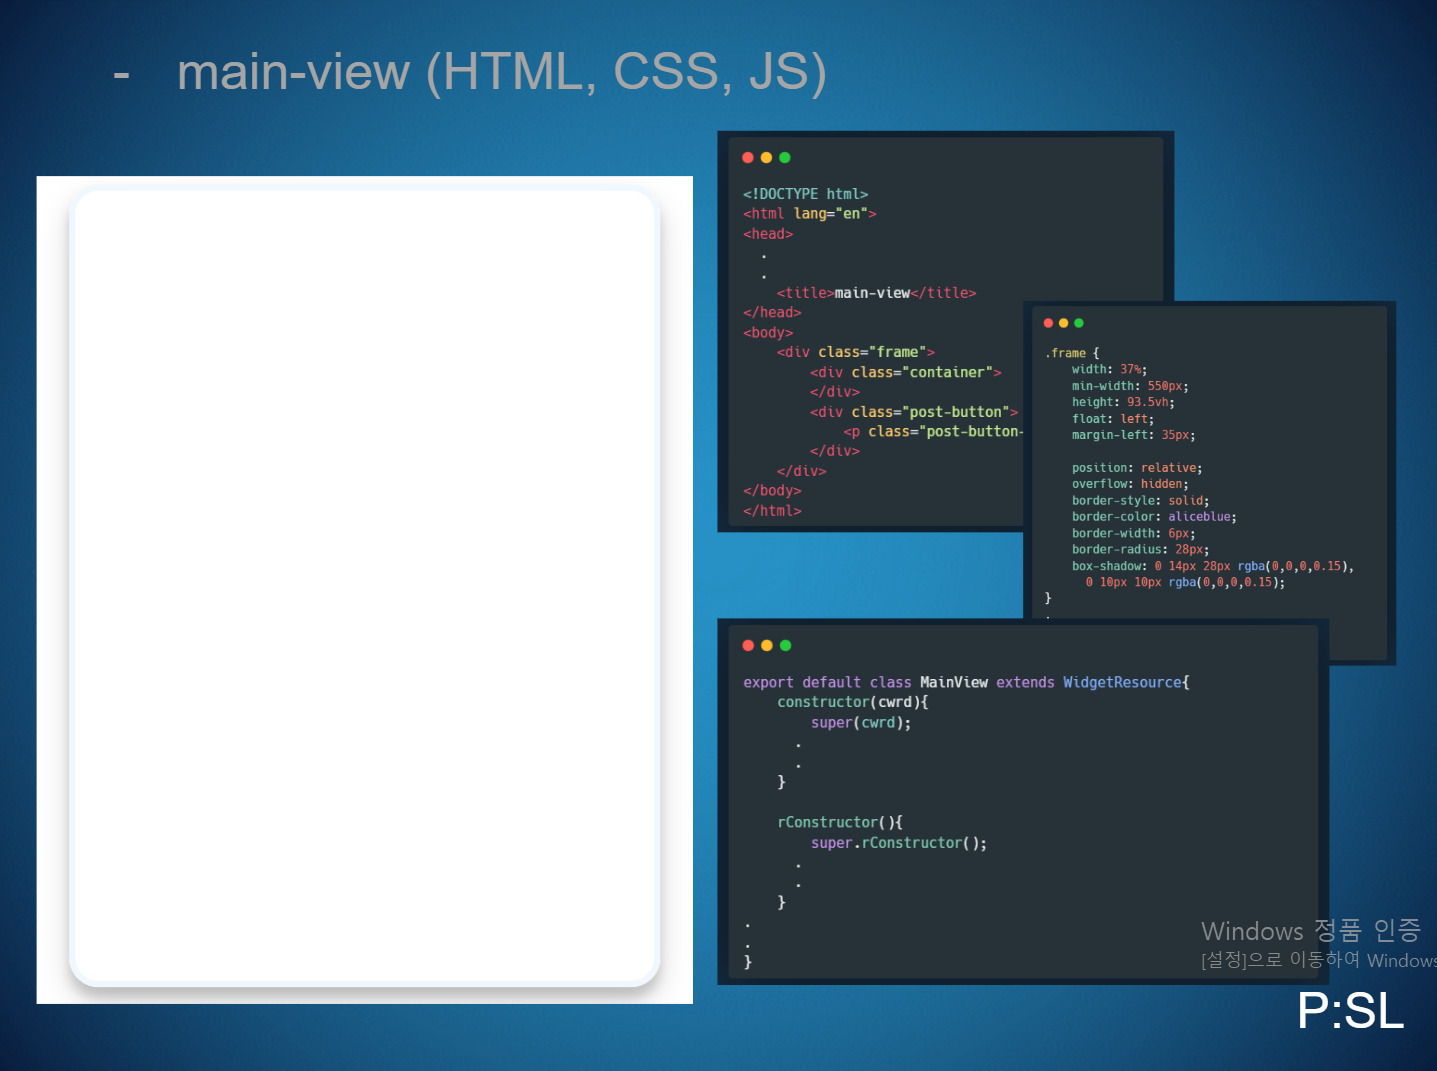 - main-view (HTML, CSS, JS)
<!DOCTYPE html>
<html lang="en">
<head>
.
.
<title>main-view</title>
</head>
<body>
<div class="frame">
<div class="container">
</div>
<div class="post-button">
<p class="post-button-
</div>
</div>
</body>
</html>
.frame {
width: 37%;
min-width: 550px;
height: 93.5vh;
float: left;
margin-left: 35px;
position: relative;
overflow: hidden;
border-style: solid;
border-color: aliceblue;
border-width: 6px;
border-radius: 28px;
box-shadow: 0 14px 28px rgba(0,0,0,0.15),
0 10px 10px rgba(0,0,0,0.15);
}
.
export default class MainView extends WidgetResource{
constructor(cwrd){
super(cwrd);
.
.
}
rConstructor(){
super.rConstructor();
.
.
}
.
.
}
Windows 정품 인증
[설정]으로 이동하여 Windows
P:SL